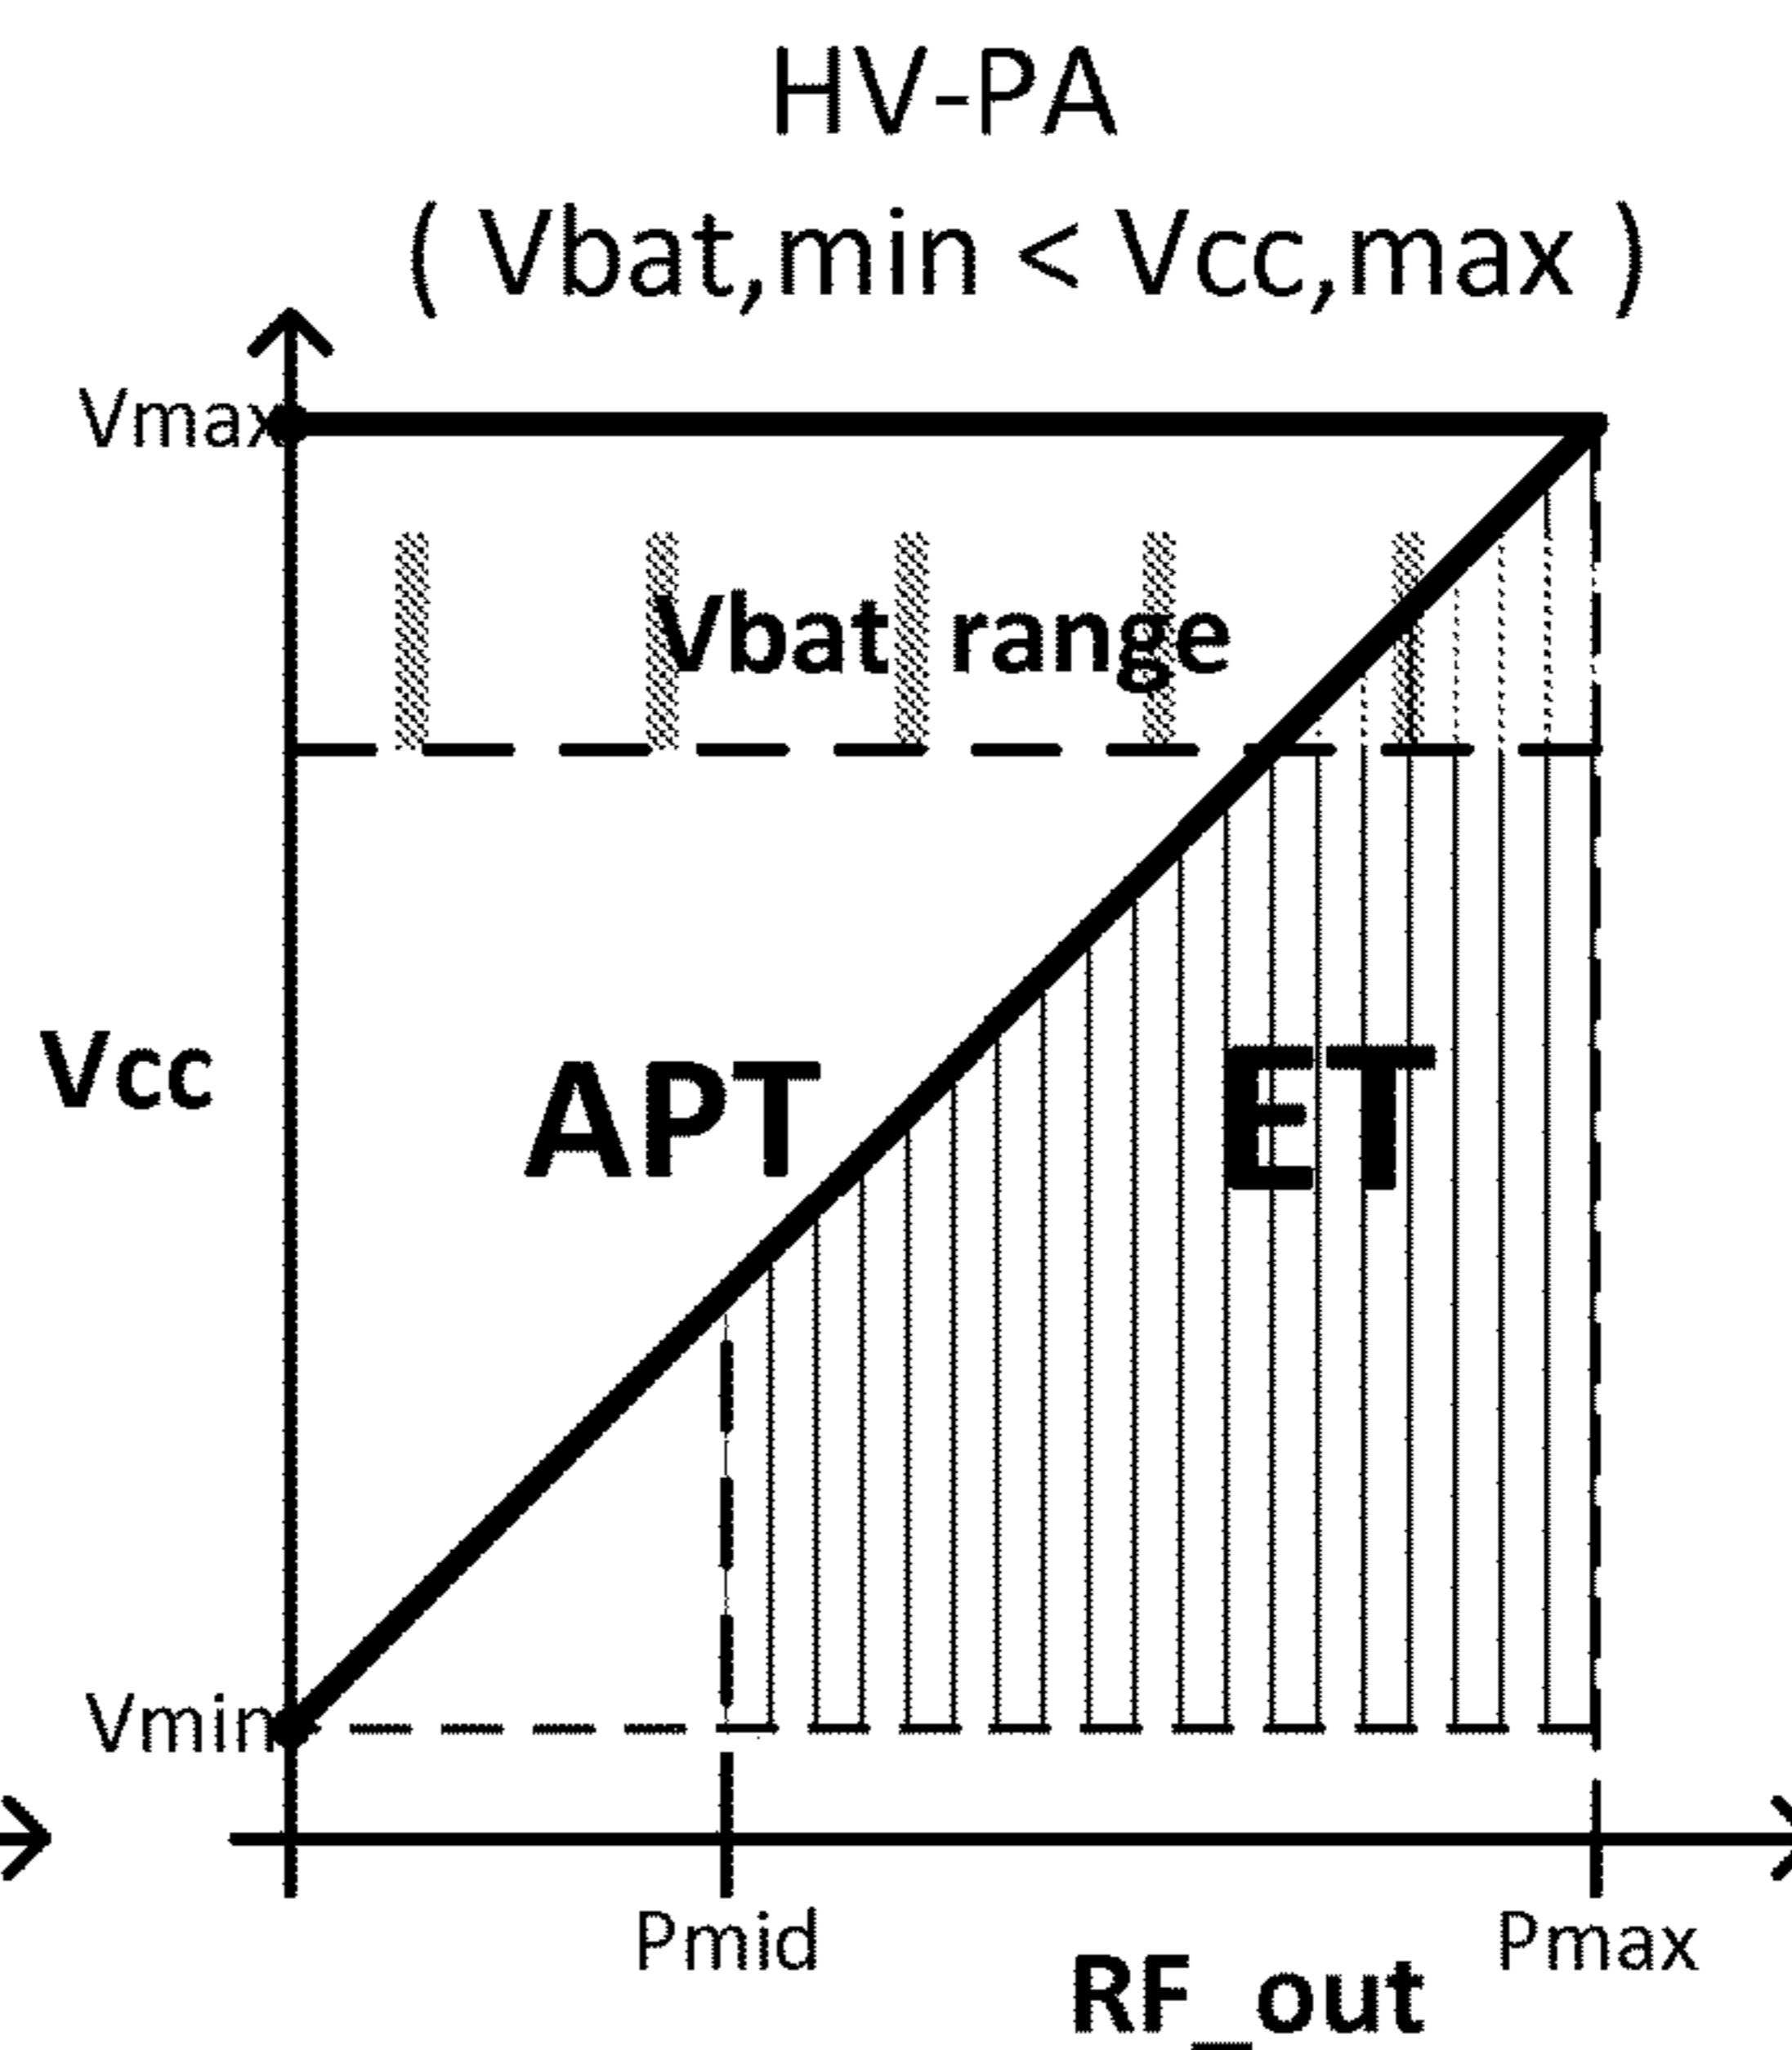 HV-PA
( Vbat,min < Vcc,max )
Vmax
Vbat range
Vcc
APT
ET
Vmin
Pmid
Pmax
RF_out